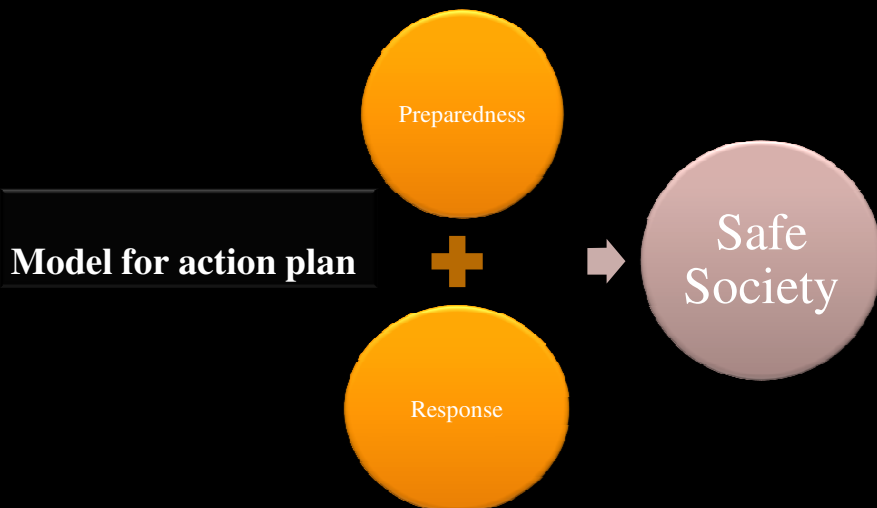 Model for action plan
Preparedness
Response
Safe
Society